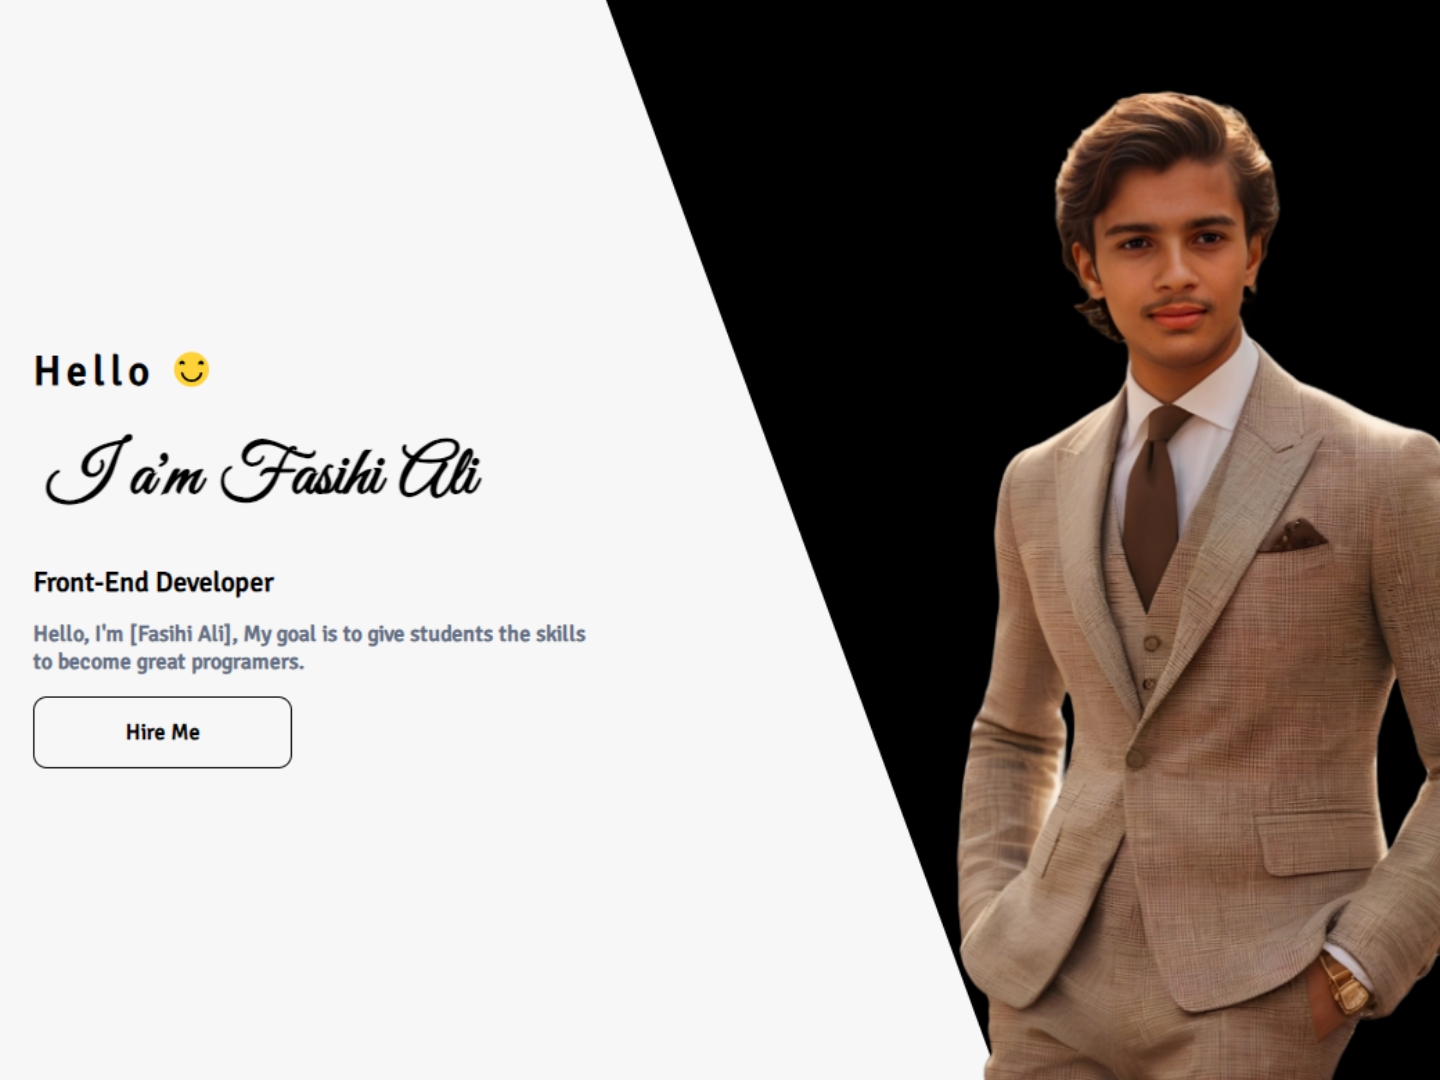 Hello 😊
I a’m Fasihi Ali
Front-End Developer
Hello, I'm [Fasihi Ali], My goal is to give students the skills
to become great programers.
Hire Me